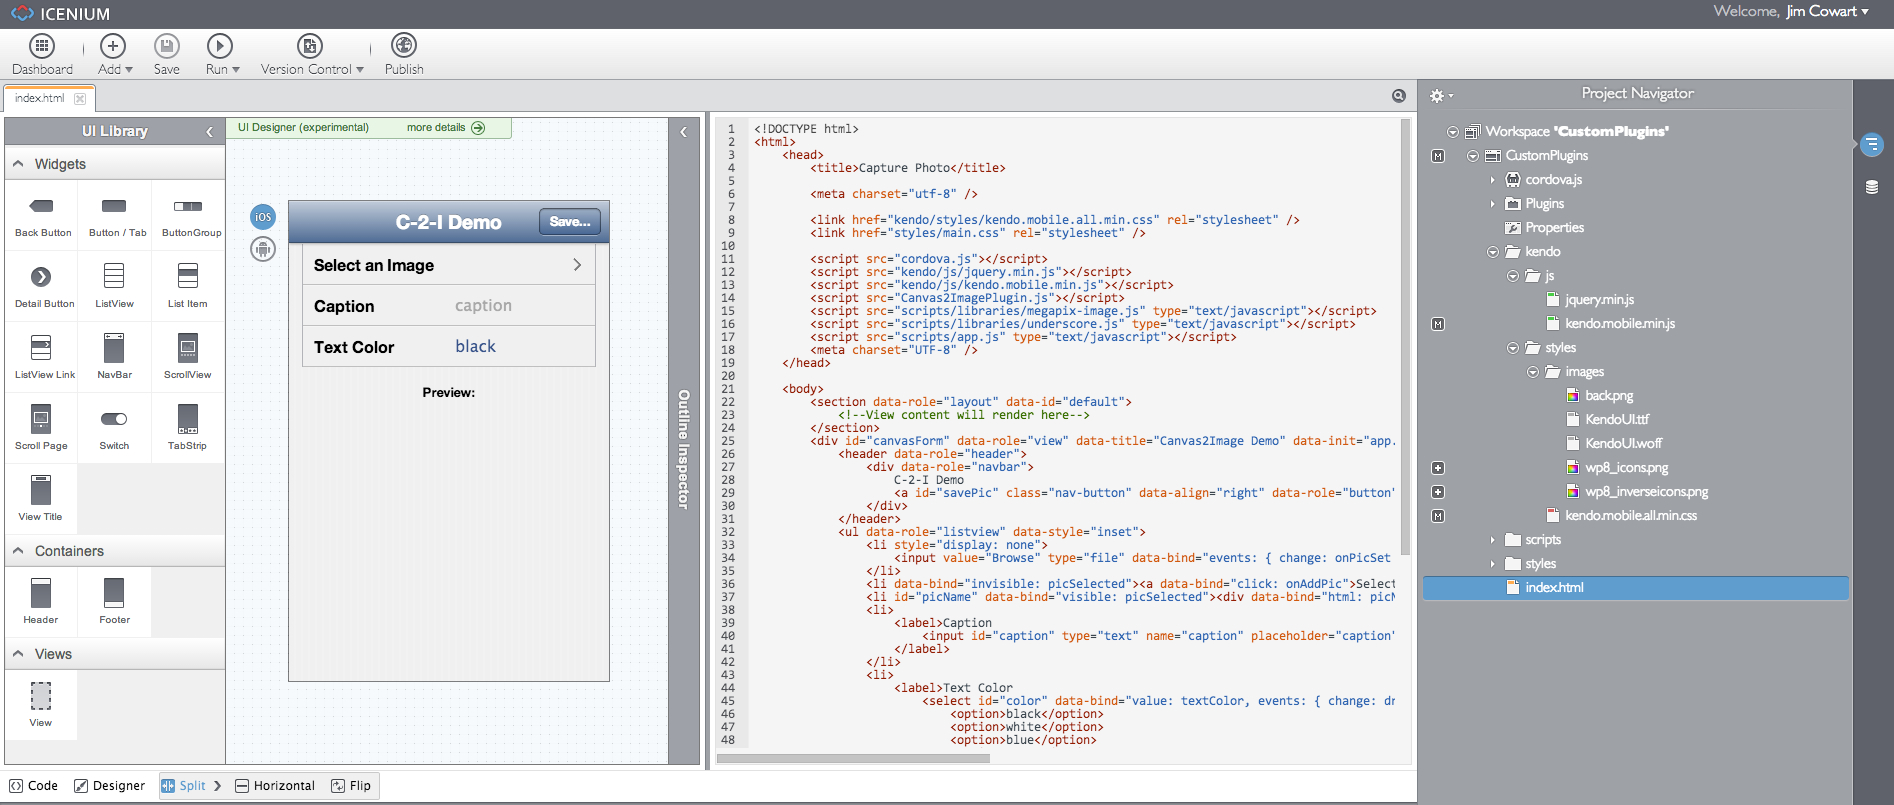 ICENIUM
Welcome, Jim Cowart
Dashboard Add Save Run Version Control Publish
index.html
UI Library
Widgets
Back Button Button / Tab ButtonGroup
Detail Button ListView List Item
ListView Link NavBar ScrollView
Scroll Page Switch TabStrip
View Title
Containers
Header Footer
Views
View
UI Designer (experimental) more details
iOS
C-2-I Demo Save...
Select an Image
Caption caption
Text Color black
Preview:
Outline Inspector
1 <!DOCTYPE html>
2 <html>
3 <head>
4 <title>Capture Photo</title>
5
6 <meta charset="utf-8" />
7
8 <link href="kendo/styles/kendo.mobile.all.min.css" rel="stylesheet" />
9 <link href="styles/main.css" rel="stylesheet" />
10
11 <script src="cordova.js"></script>
12 <script src="kendo/js/jquery.min.js"></script>
13 <script src="kendo/js/kendo.mobile.min.js"></script>
14 <script src="Canvas2ImagePlugin.js"></script>
15 <script src="scripts/libraries/megapix-image.js" type="text/javascript"></script>
16 <script src="scripts/libraries/underscore.js" type="text/javascript"></script>
17 <script src="scripts/app.js" type="text/javascript"></script>
18 <meta charset="UTF-8" />
19 </head>
20
21 <body>
22 <section data-role="layout" data-id="default">
23 <!--View content will render here-->
24 </section>
25 <div id="canvasForm" data-role="view" data-title="Canvas2Image Demo" data-init="app.
26 <header data-role="header">
27 <div data-role="navbar">
28 C-2-I Demo
29 <a id="savePic" class="nav-button" data-align="right" data-role="button"
30 </div>
31 </header>
32 <ul data-role="listview" data-style="inset">
33 <li style="display: none">
34 <input value="Browse" type="file" data-bind="events: { change: onPicSet
35 </li>
36 <li data-bind="invisible: picSelected"><a data-bind="click: onAddPic">Select
37 <li id="picName" data-bind="visible: picSelected"><div data-bind="html: picN
38 <li>
39 <label>Caption
40 <input id="caption" type="text" name="caption" placeholder="caption"
41 </label>
42 </li>
43 <li>
44 <label>Text Color
45 <select id="color" data-bind="value: textColor, events: { change: dr
46 <option>black</option>
47 <option>white</option>
48 <option>blue</option>
Project Navigator
Workspace 'CustomPlugins'
M CustomPlugins
cordova.js
Plugins
Properties
kendo
js
jquery.min.js
M kendo.mobile.min.js
styles
images
back.png
KendoUI.ttf
KendoUI.woff
wp8_icons.png
wp8_inverseicons.png
M kendo.mobile.all.min.css
scripts
styles
index.html
Code Designer Split Horizontal Flip